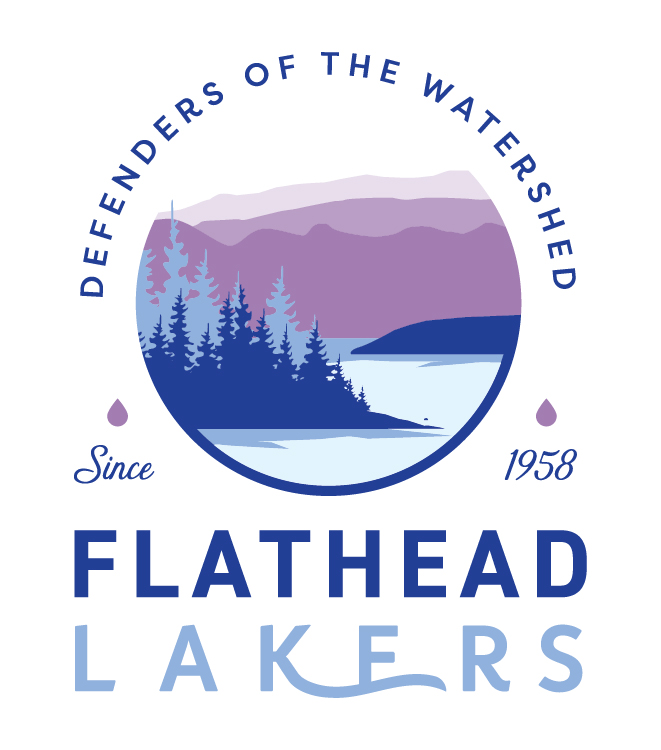 DEFENDERS OF THE WATERSHED
Since 1958
FLATHEAD
LAKERS